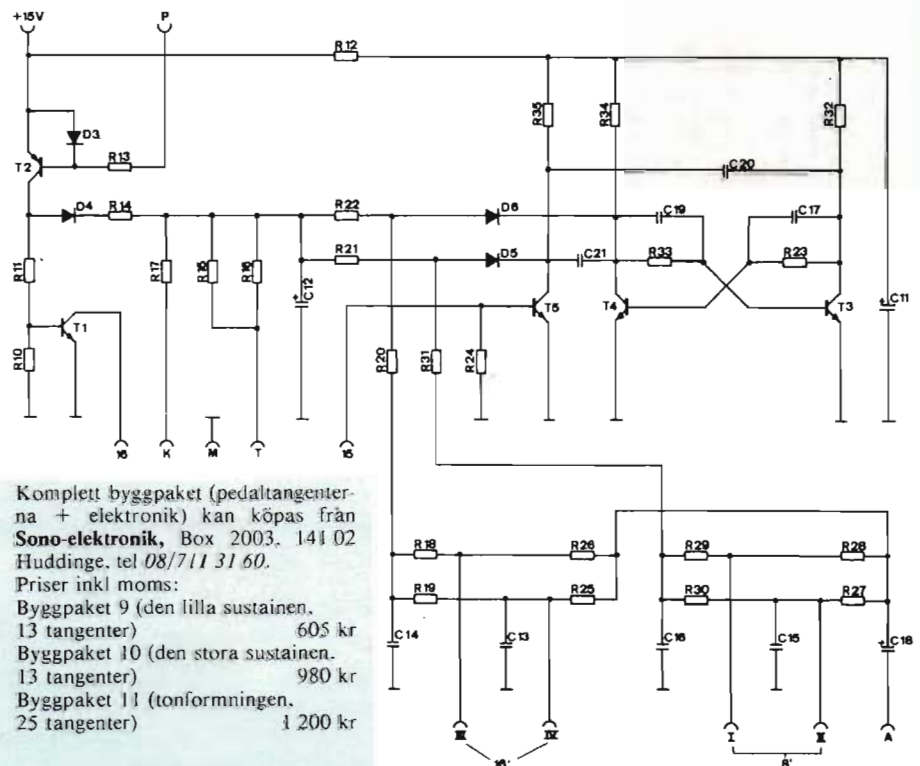 +15V
P
R12
R35
R34
R32
D3
T2
R13
C20
D4
R14
R22
D6
C19
C17
R11
R17
R15
R16
C12
R21
D5
C21
R33
R23
T1
T5
T4
T3
C11
R10
R20
R31
R24
16
K
M
T
15
Komplett byggpaket (pedaltangenter-
na + elektronik) kan köpas från
Sono-elektronik, Box 2003, 141 02
Huddinge, tel 08/711 31 60.
Priser inkl moms:
Byggpaket 9 (den lilla sustainen,
13 tangenter) 605 kr
Byggpaket 10 (den stora sustainen.
13 tangenter) 980 kr
Byggpaket 11 (tonformningen,
25 tangenter) 1 200 kr
R18
R26
R29
R28
R19
R25
R30
R27
C14
C13
C16
C15
C18
III
IV
I
II
A
16'
8'